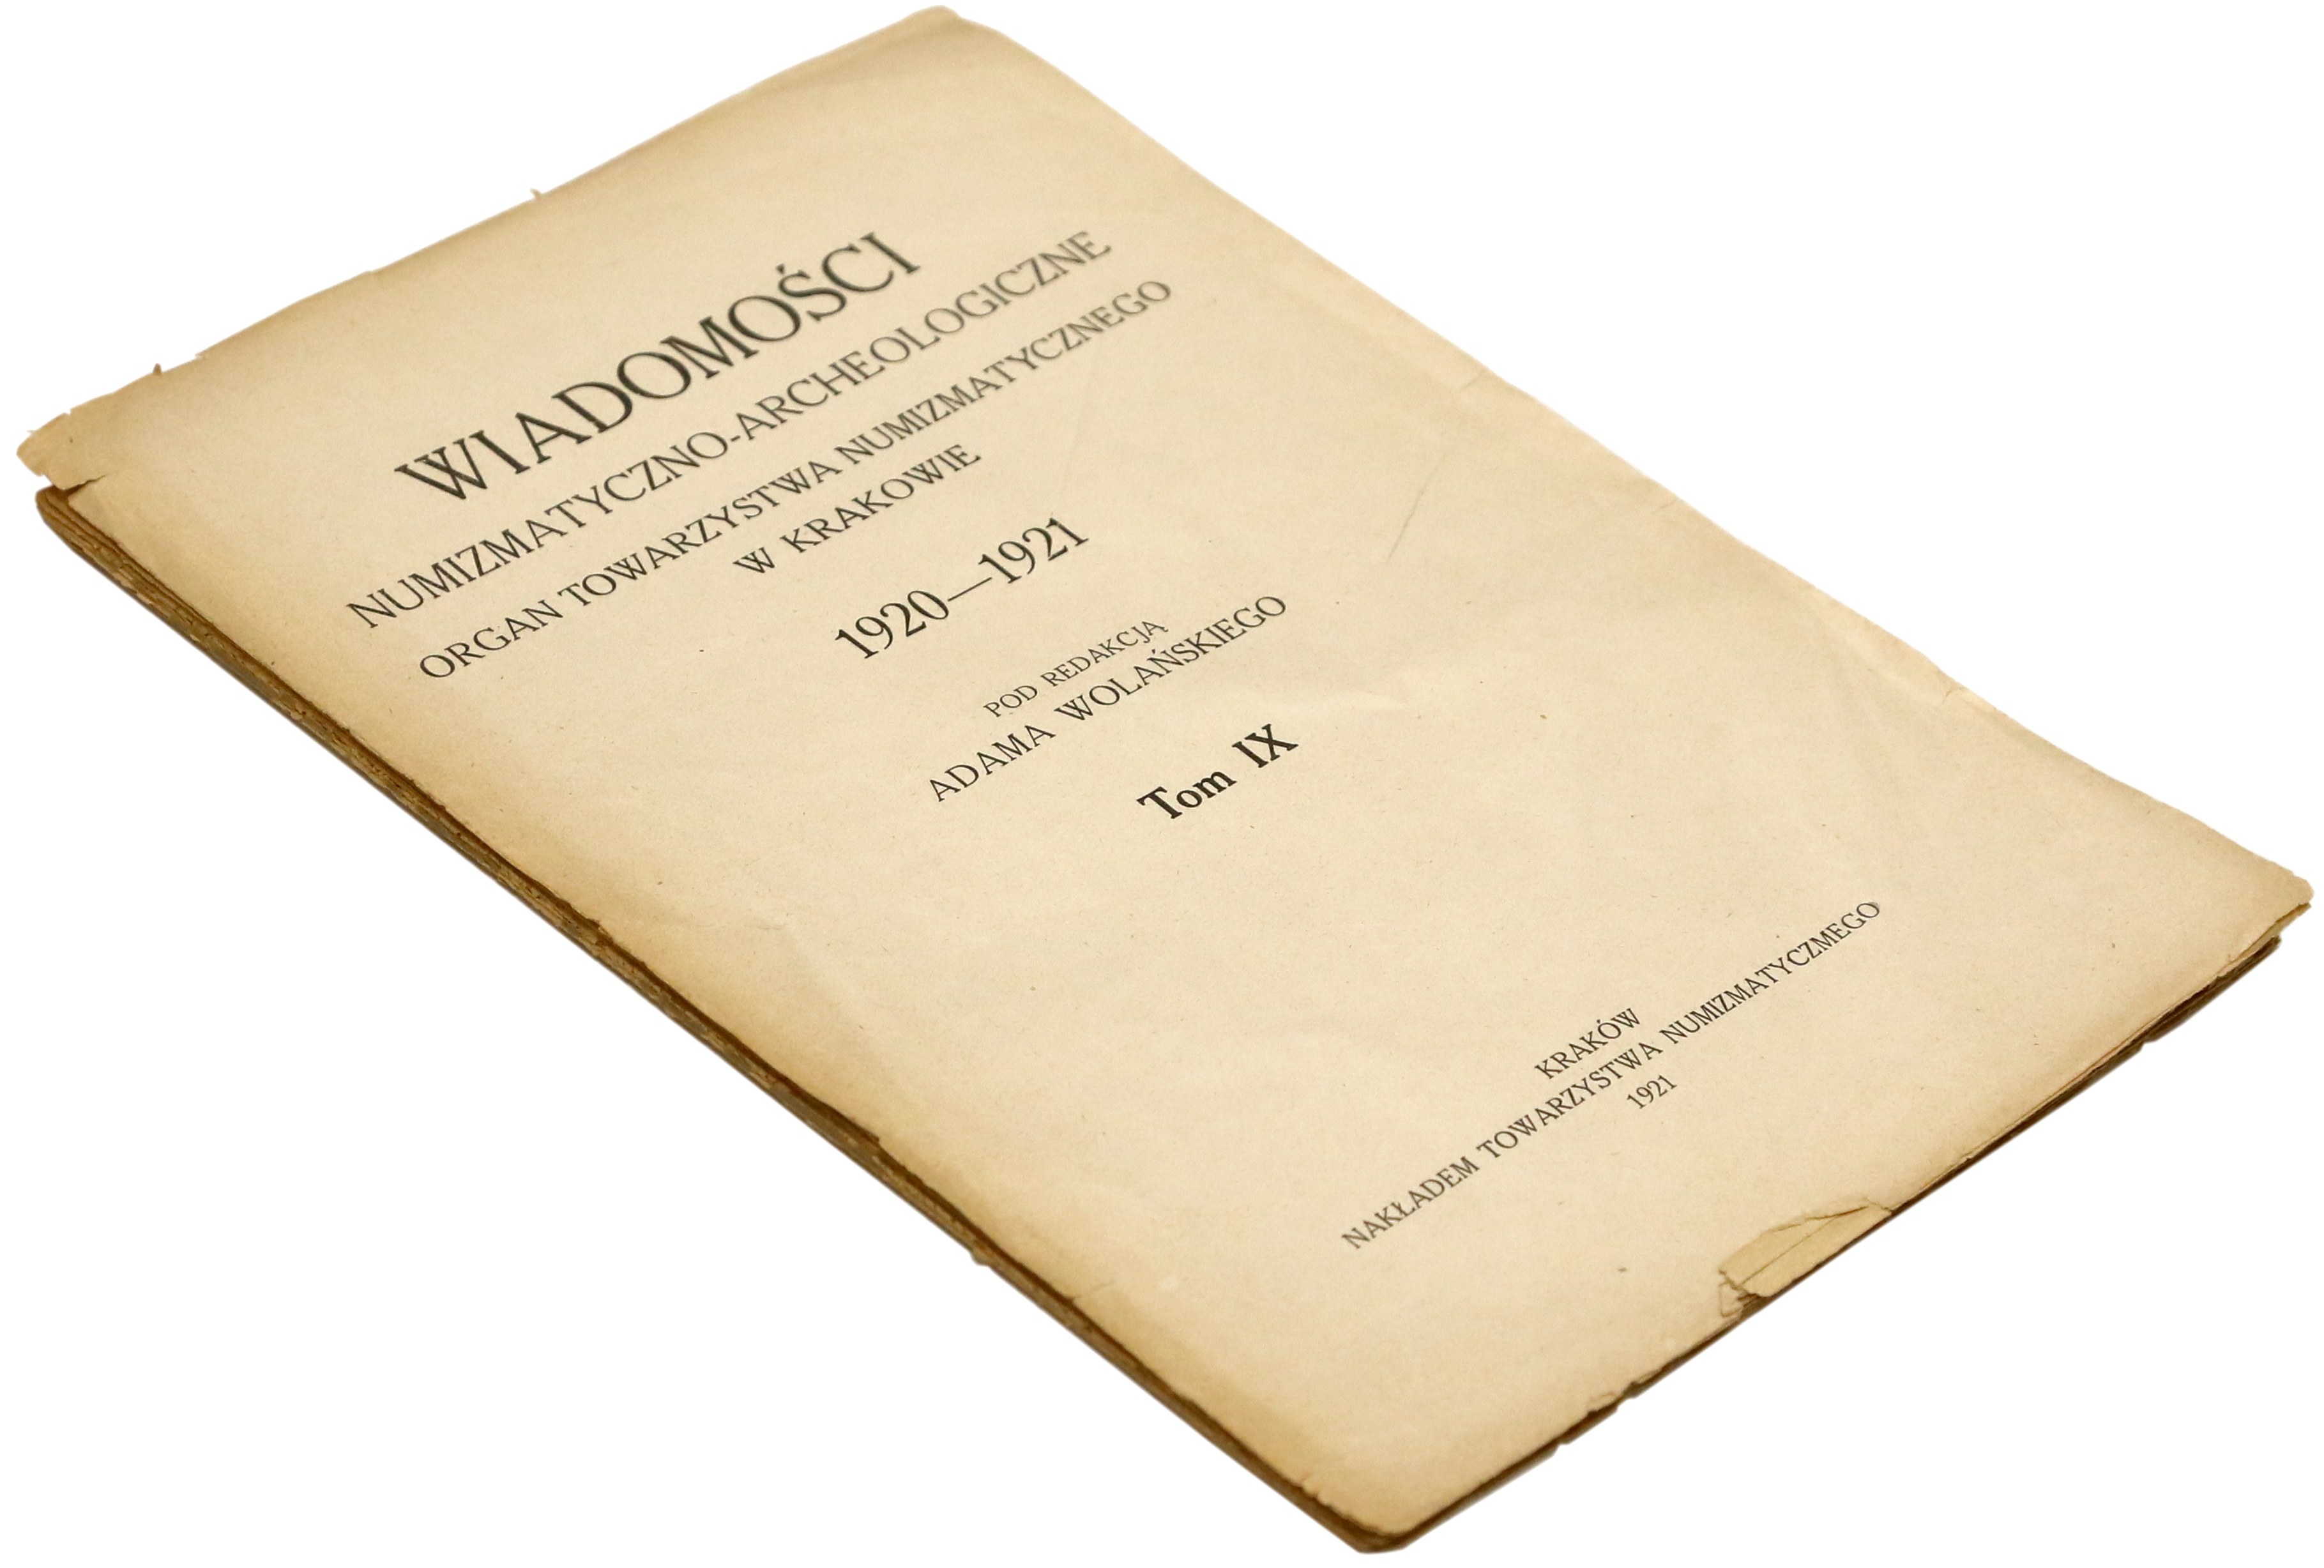 WIADOMOŚCI
NUMIZMATYCZNO-ARCHEOLOGICZNE
ORGAN TOWARZYSTWA NUMIZMATYCZNEGO
W KRAKOWIE
1920—1921
POD REDAKCJĄ
ADAMA WOLAŃSKIEGO
Tom IX
KRAKÓW
NAKŁADEM TOWARZYSTWA NUMIZMATYCZMEGO
1921